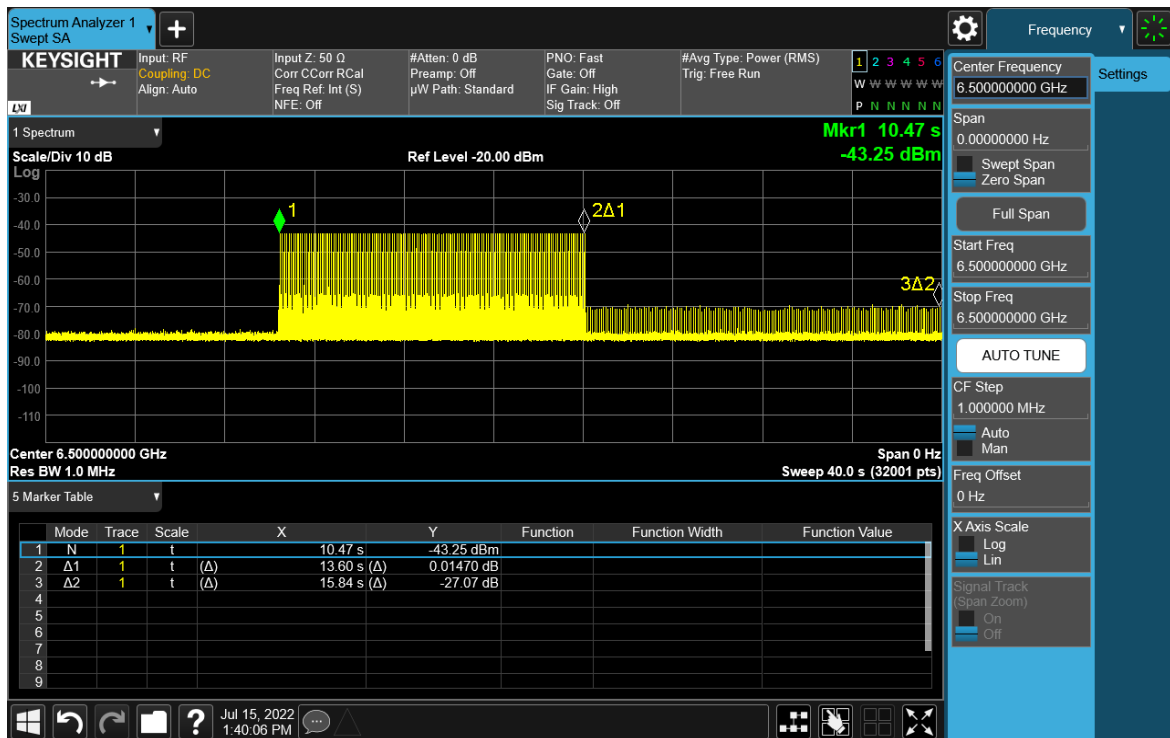 Spectrum Analyzer 1
Swept SA
+
Frequency
KEYSIGHT
LXI
Input: RF
Coupling: DC
Align: Auto
Input Z: 50 Ω
Corr CCorr RCal
Freq Ref: Int (S)
NFE: Off
#Atten: 0 dB
Preamp: Off
µW Path: Standard
PNO: Fast
Gate: Off
IF Gain: High
Sig Track: Off
#Avg Type: Power (RMS)
Trig: Free Run
1 2 3 4 5 6
W W W W W W
P N N N N N
1 Spectrum
Mkr1 10.47 s
-43.25 dBm
Scale/Div 10 dB
Ref Level -20.00 dBm
Log
-30.0
-40.0
-50.0
-60.0
-70.0
-80.0
-90.0
-100
-110
1
2Δ1
3Δ2
Center 6.500000000 GHz
Span 0 Hz
Res BW 1.0 MHz
Sweep 40.0 s (32001 pts)
5 Marker Table
Mode Trace Scale X Y Function Function Width Function Value
1 N 1 t 10.47 s -43.25 dBm
2 Δ1 1 t (Δ) 13.60 s (Δ) 0.01470 dB
3 Δ2 1 t (Δ) 15.84 s (Δ) -27.07 dB
4
5
6
7
8
9
?
Jul 15, 2022
1:40:06 PM
Center Frequency
6.500000000 GHz
Settings
Span
0.00000000 Hz
Swept Span
Zero Span
Full Span
Start Freq
6.500000000 GHz
Stop Freq
6.500000000 GHz
AUTO TUNE
CF Step
1.000000 MHz
Auto
Man
Freq Offset
0 Hz
X Axis Scale
Log
Lin
Signal Track
(Span Zoom)
On
Off